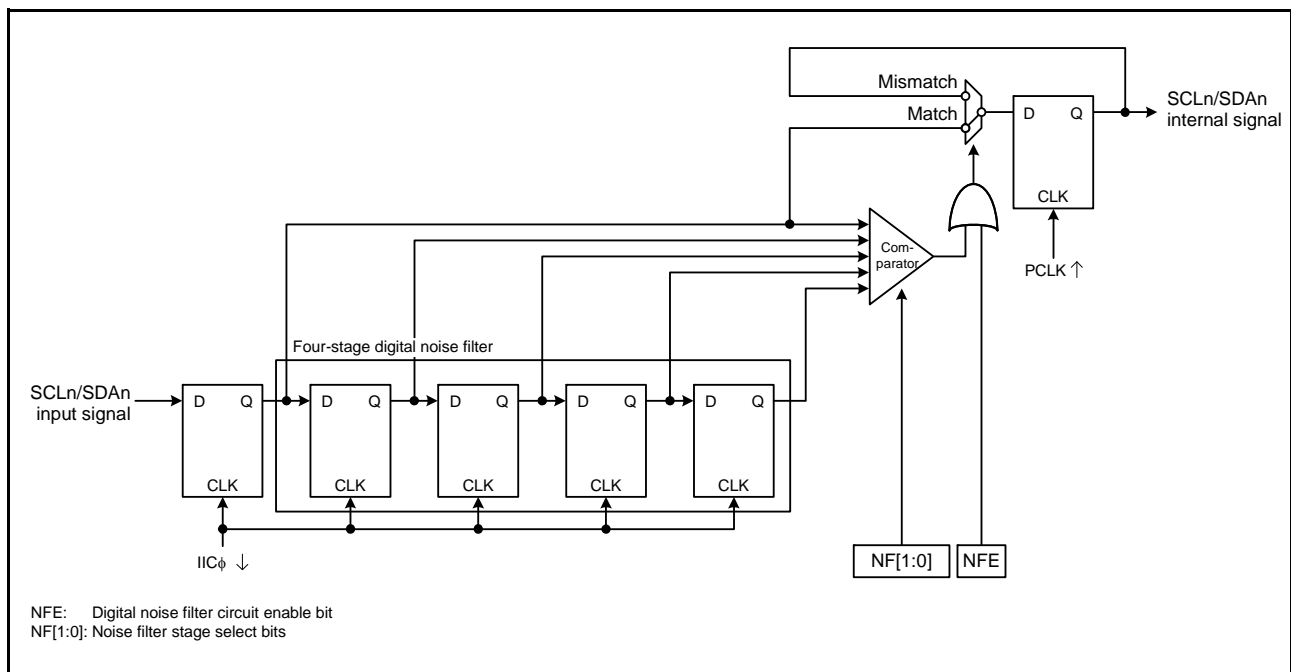 Mismatch
Match
D Q
CLK
SCLn/SDAn
internal signal
PCLK ↑
Com-
parator
Four-stage digital noise filter
SCLn/SDAn
input signal
D Q
CLK
D Q
CLK
D Q
CLK
D Q
CLK
D Q
CLK
IICϕ ↓
NF[1:0]
NFE
NFE: Digital noise filter circuit enable bit
NF[1:0]: Noise filter stage select bits